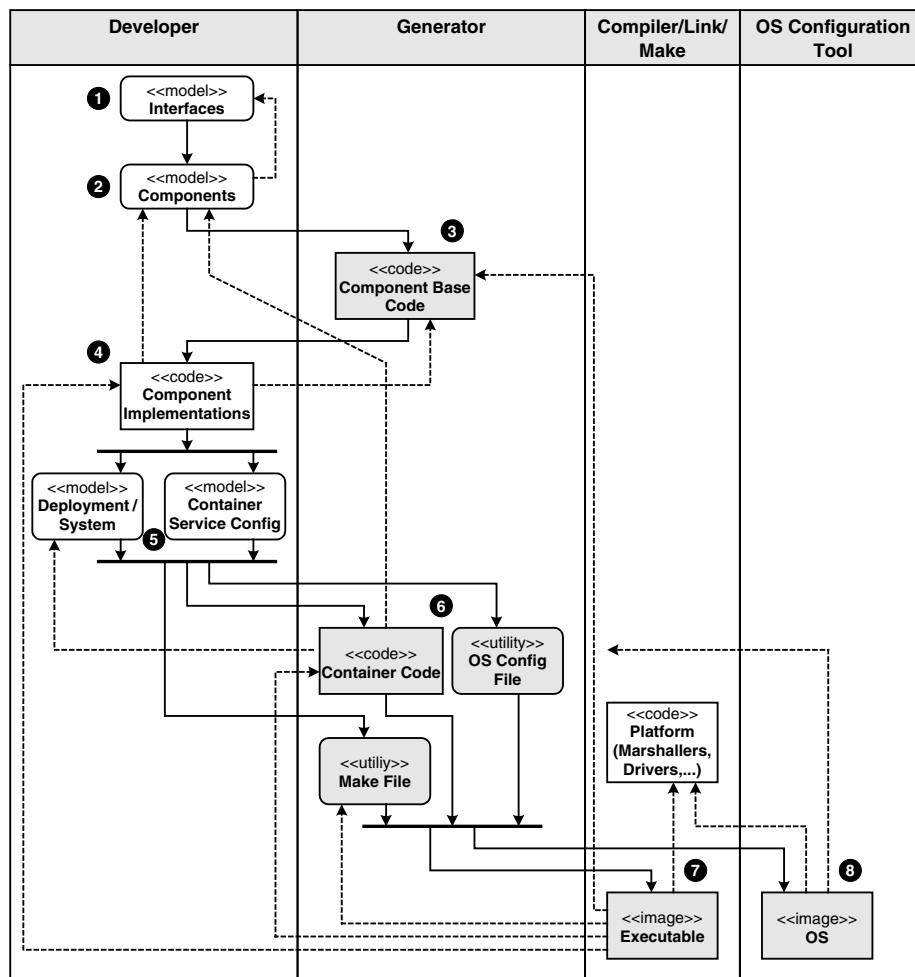 Developer
Generator
Compiler/Link/
Make
OS Configuration
Tool
1
<<model>>
Interfaces
2
<<model>>
Components
3
<<code>>
Component Base
Code
4
<<code>>
Component
Implementations
<<model>>
Deployment /
System
<<model>>
Container
Service Config
5
6
<<code>>
Container Code
<<utility>>
OS Config
File
<<code>>
Platform
(Marshallers,
Drivers,...)
<<utiliy>>
Make File
7
<<image>>
Executable
8
<<image>>
OS